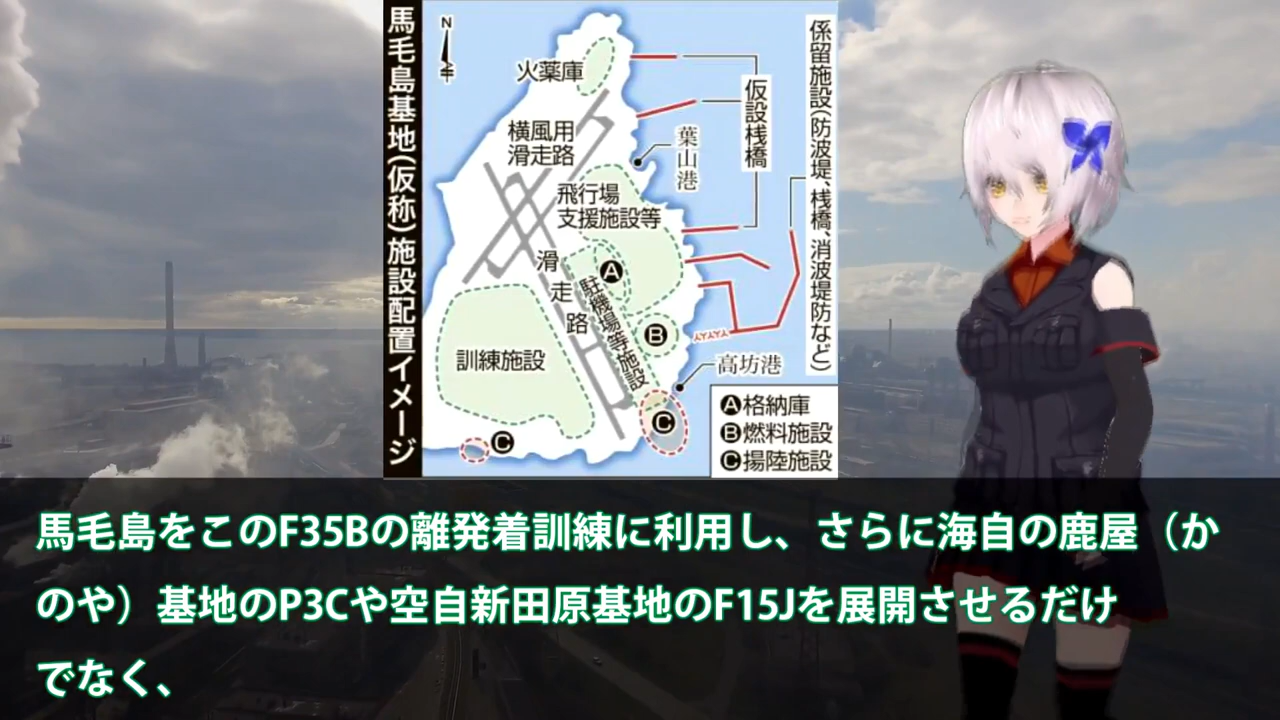 馬毛島基地(仮称)施設配置イメージ
N
火薬庫
横風用
滑走路
葉山港
仮設桟橋
係留施設(防波堤、桟橋、消波堤防など)
飛行場
支援施設等
滑走路
A
駐機場等施設
B
訓練施設
高坊港
C
C
A格納庫
B燃料施設
C揚陸施設
馬毛島をこのF35Bの離発着訓練に利用し、さらに海自の鹿屋（か
のや）基地のP3Cや空自新田原基地のF15Jを展開させるだけ
でなく、